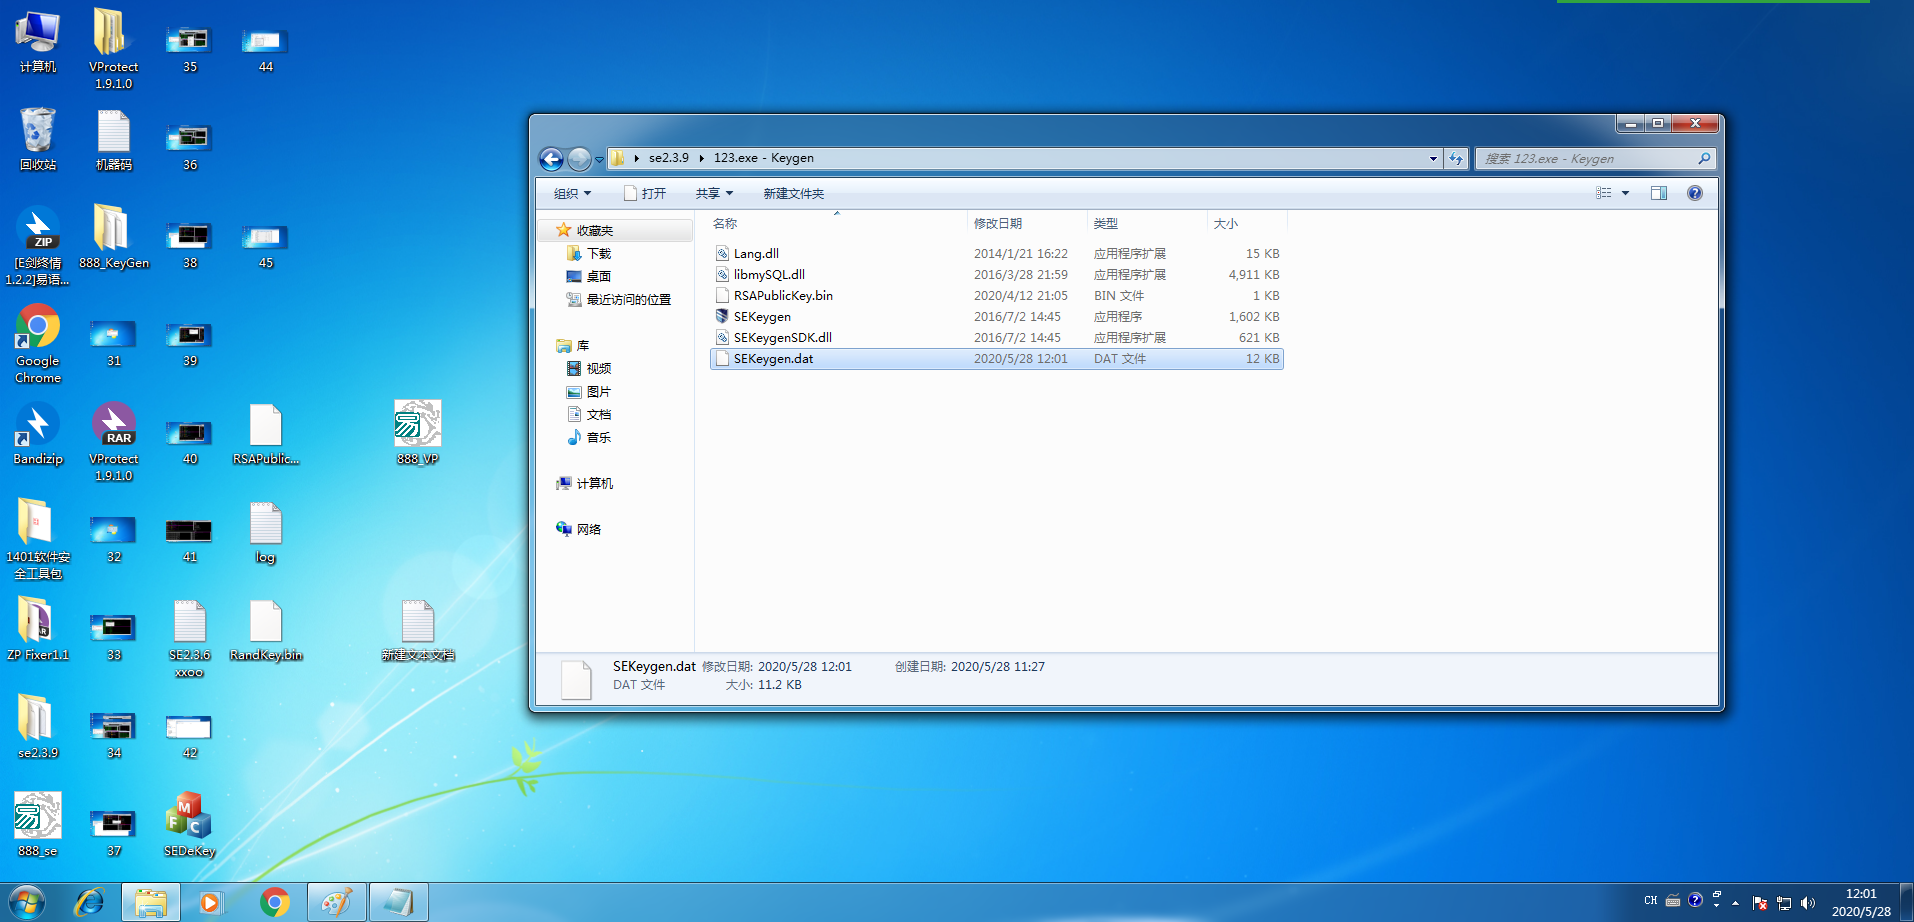 计算机
VProtect
1.9.1.0
35
44
回收站
机器码
36
[E剑终情
1.2.2]易语...
888_KeyGen
38
45
Google
Chrome
31
39
Bandizip
VProtect
1.9.1.0
40
RSAPublic...
888_VP
1401软件安
全工具包
32
41
log
ZP Fixer1.1
33
SE2.3.6
xxoo
RandKey.bin
新建文本文档
se2.3.9
34
42
888_se
37
SEDeKey
ZIP
RAR
se2.3.9 123.exe - Keygen
搜索 123.exe - Keygen
组织 打开 共享 新建文件夹
收藏夹
下载
桌面
最近访问的位置
库
视频
图片
文档
音乐
计算机
网络
名称 修改日期 类型 大小
Lang.dll 2014/1/21 16:22 应用程序扩展 15 KB
libmySQL.dll 2016/3/28 21:59 应用程序扩展 4,911 KB
RSAPublicKey.bin 2020/4/12 21:05 BIN 文件 1 KB
SEKeygen 2016/7/2 14:45 应用程序 1,602 KB
SEKeygenSDK.dll 2016/7/2 14:45 应用程序扩展 621 KB
SEKeygen.dat 2020/5/28 12:01 DAT 文件 12 KB
SEKeygen.dat 修改日期: 2020/5/28 12:01 创建日期: 2020/5/28 11:27
DAT 文件 大小: 11.2 KB
CH
12:01
2020/5/28